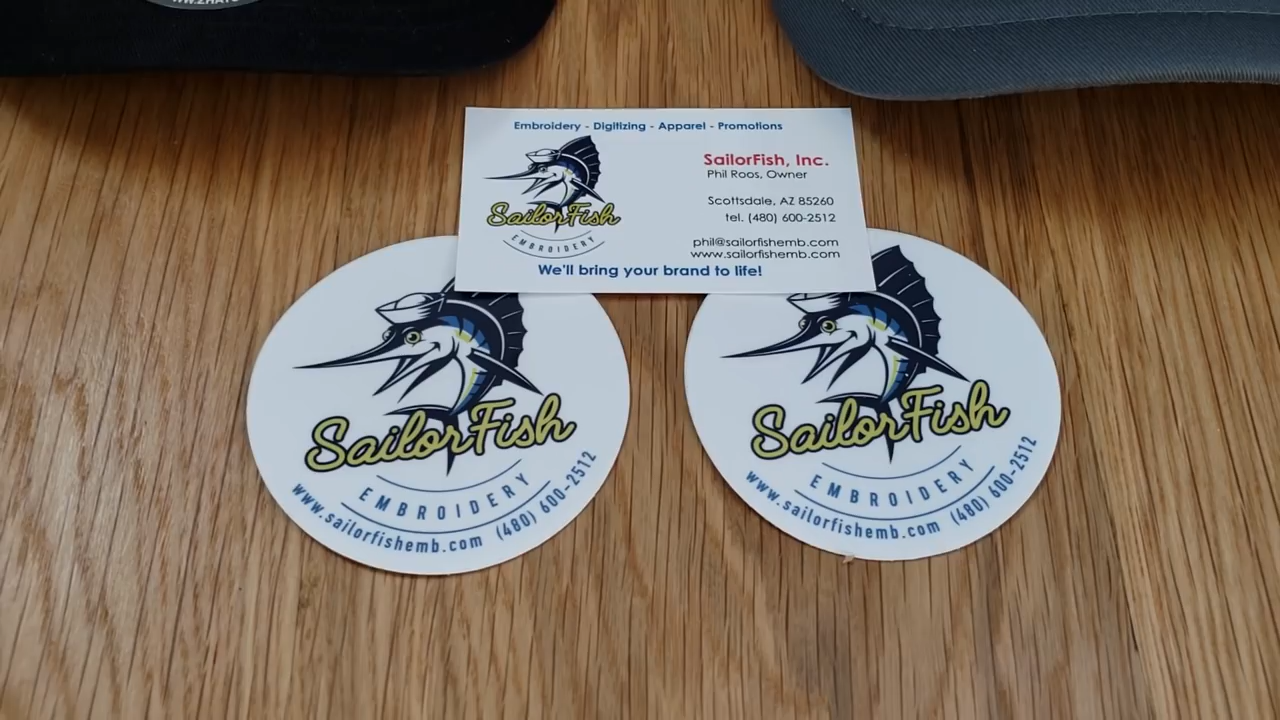 Embroidery - Digitizing - Apparel - Promotions
SailorFish, Inc.
Phil Roos, Owner
Scottsdale, AZ 85260
tel. (480) 600-2512
phil@sailorfishemb.com
www.sailorfishemb.com
SailorFish
EMBROIDERY
We'll bring your brand to life!
SailorFish
EMBROIDERY
www.sailorfishemb.com (480) 600-2512
SailorFish
EMBROIDERY
www.sailorfishemb.com (480) 600-2512